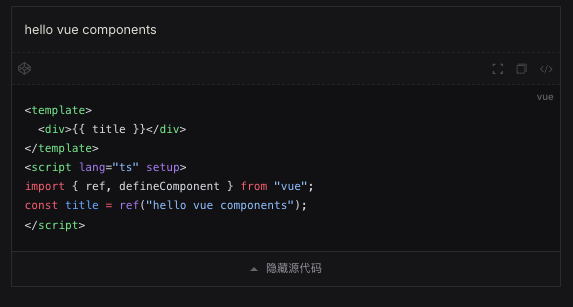 hello vue components
vue
<template>
  <div>{{ title }}</div>
</template>
<script lang="ts" setup>
import { ref, defineComponent } from "vue";
const title = ref("hello vue components");
</script>
隐藏源代码